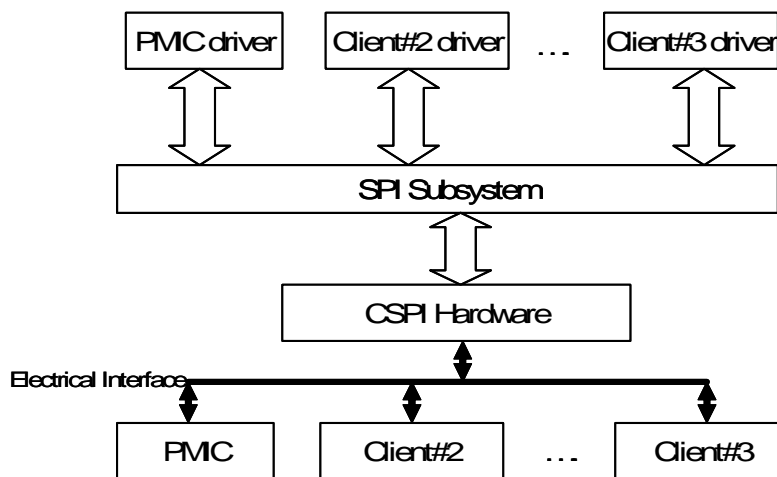 PMIC driver Client#2 driver ... Client#3 driver
SPI Subsystem
CSPI Hardware
Electrical Interface
PMIC Client#2 ... Client#3